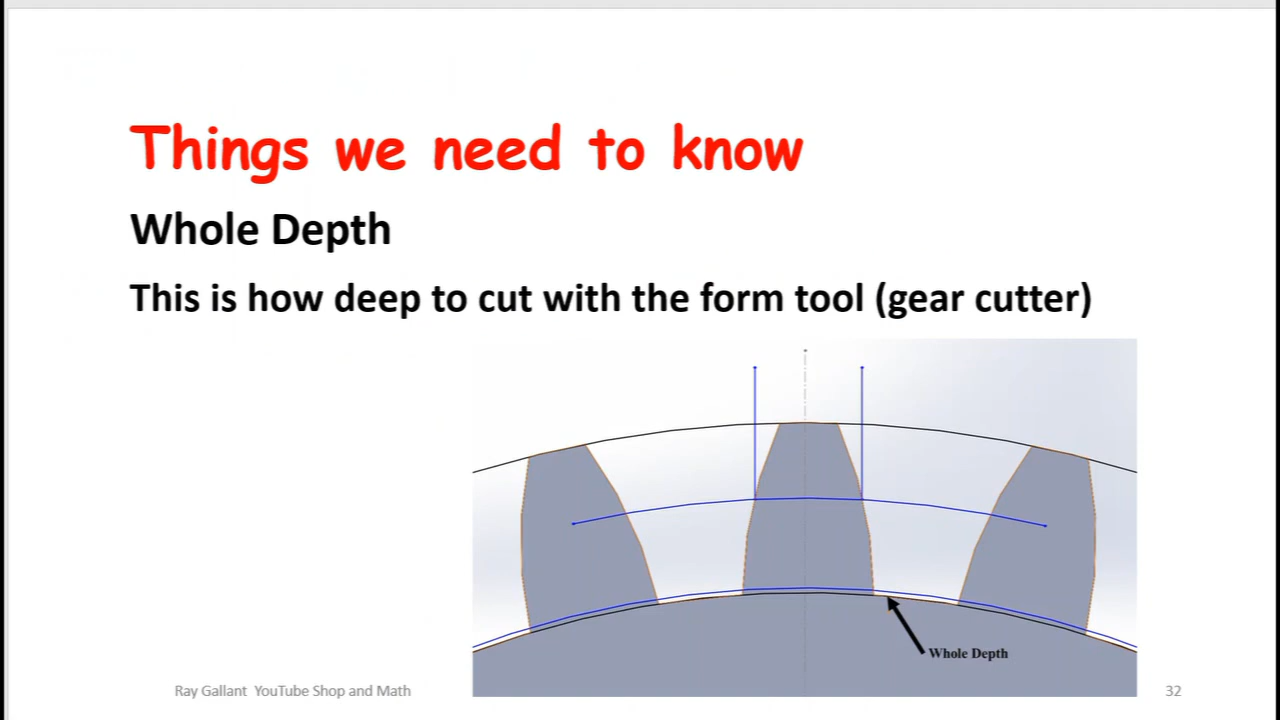 Things we need to know
Whole Depth
This is how deep to cut with the form tool (gear cutter)
Whole Depth
Ray Gallant YouTube Shop and Math
32